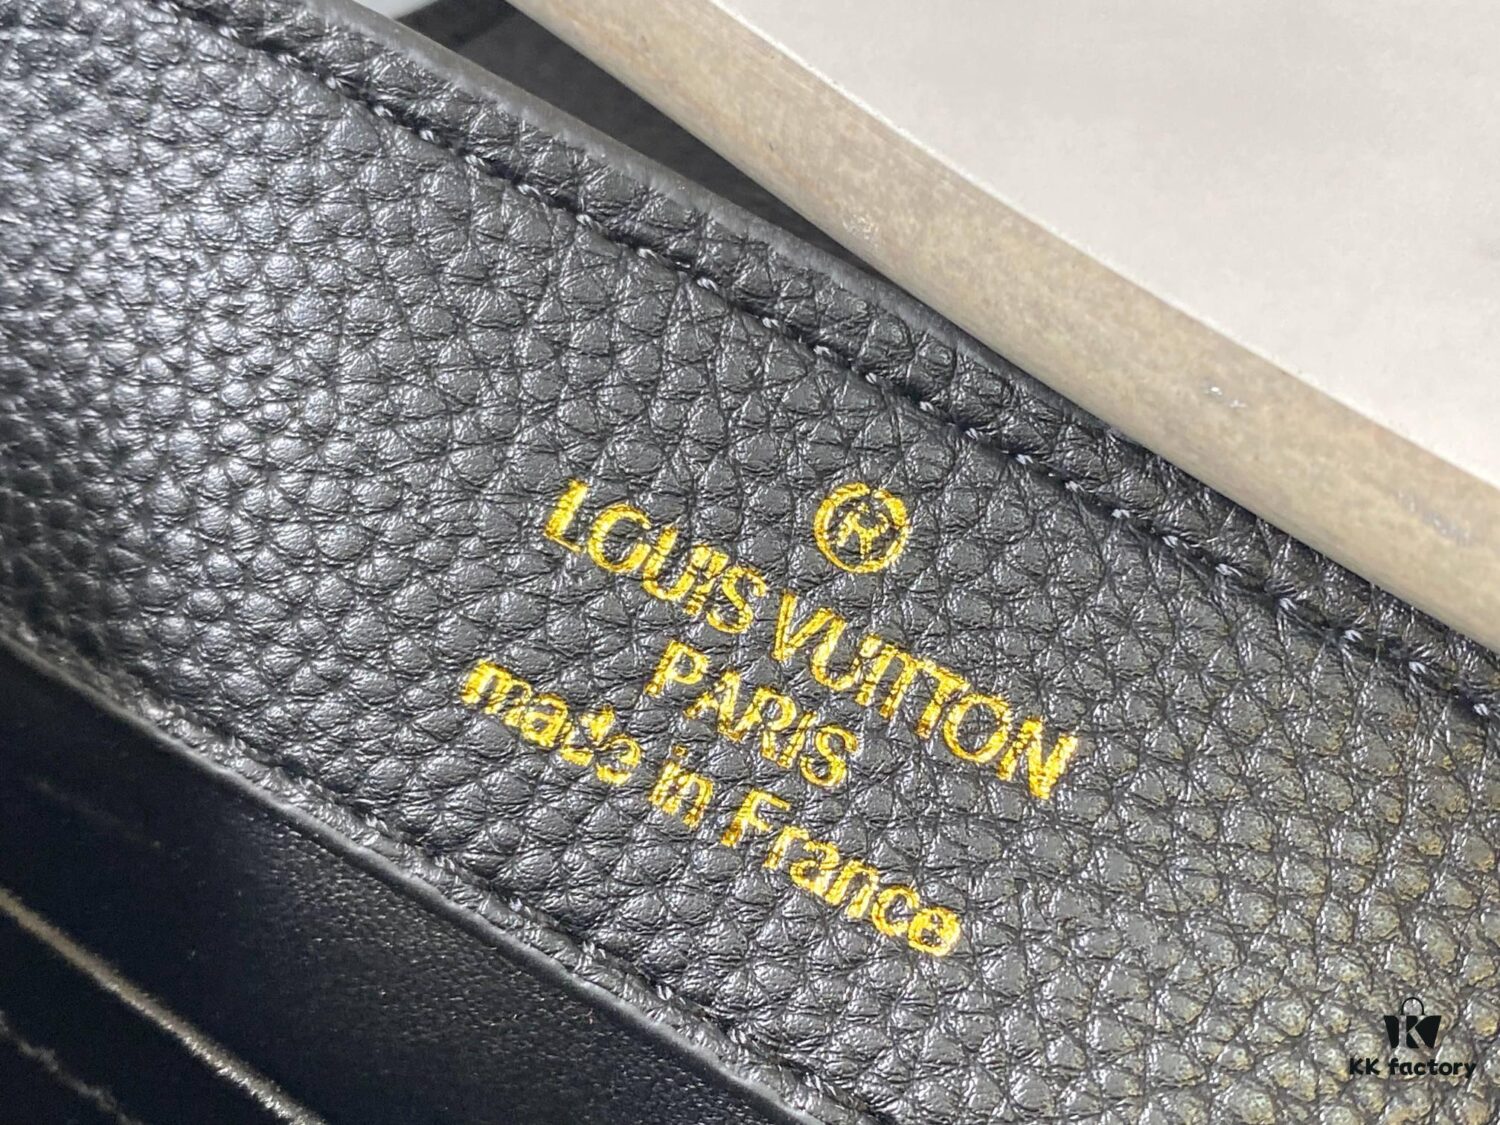 R
LOUIS VUITTON
PARIS
made in France
K
KK factory